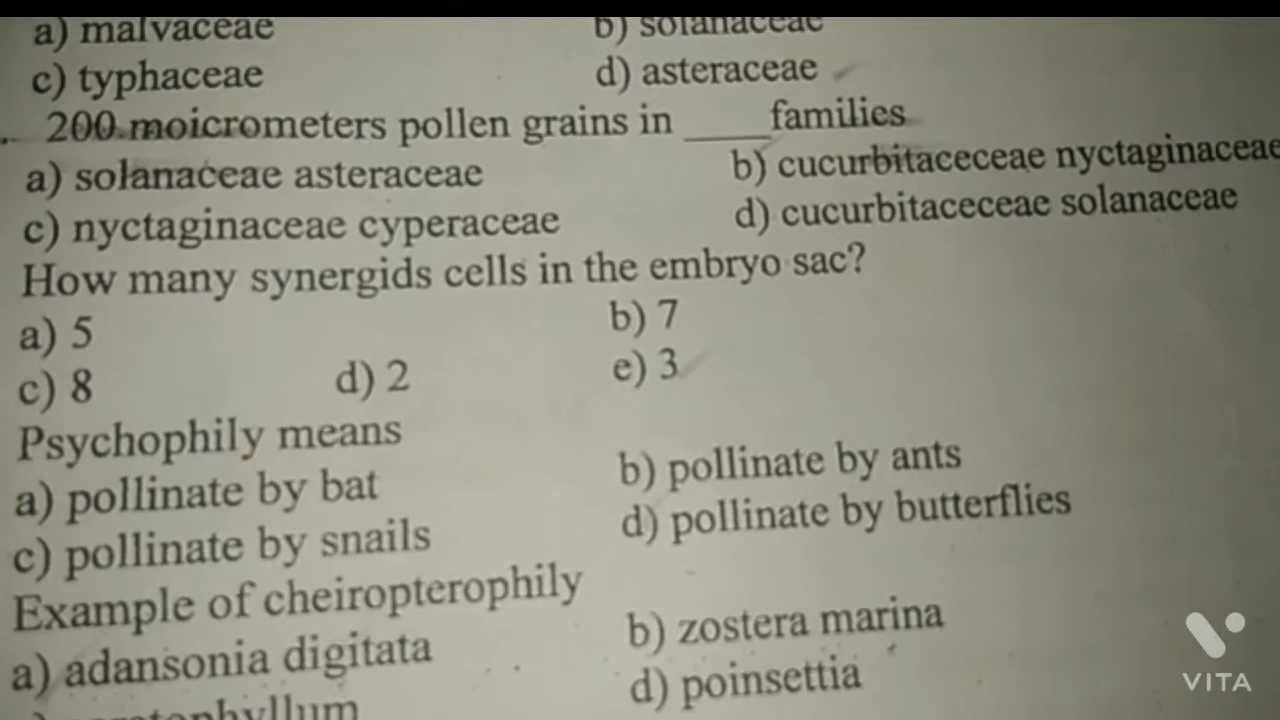 a) malvaceae b) solanaceae
c) typhaceae d) asteraceae
200 moicrometers pollen grains in ____families
a) solanaceae asteraceae b) cucurbitaceceae nyctaginaceae
c) nyctaginaceae cyperaceae d) cucurbitaceceae solanaceae
How many synergids cells in the embryo sac?
a) 5 b) 7
c) 8 d) 2 e) 3
Psychophily means
a) pollinate by bat b) pollinate by ants
c) pollinate by snails d) pollinate by butterflies
Example of cheiropterophily
a) adansonia digitata b) zostera marina
d) poinsettia
VITA